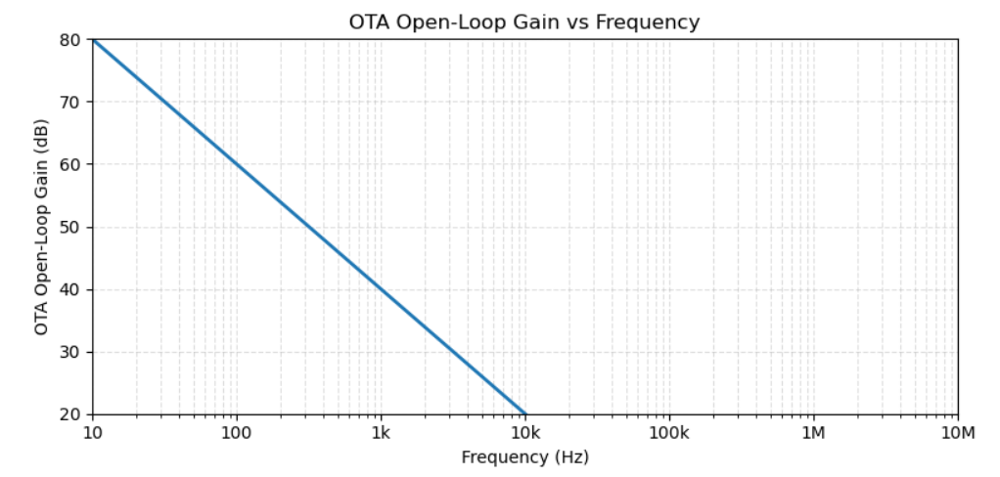 OTA Open-Loop Gain vs Frequency
OTA Open-Loop Gain (dB)
80
70
60
50
40
30
20
10 100 1k 10k 100k 1M 10M
Frequency (Hz)